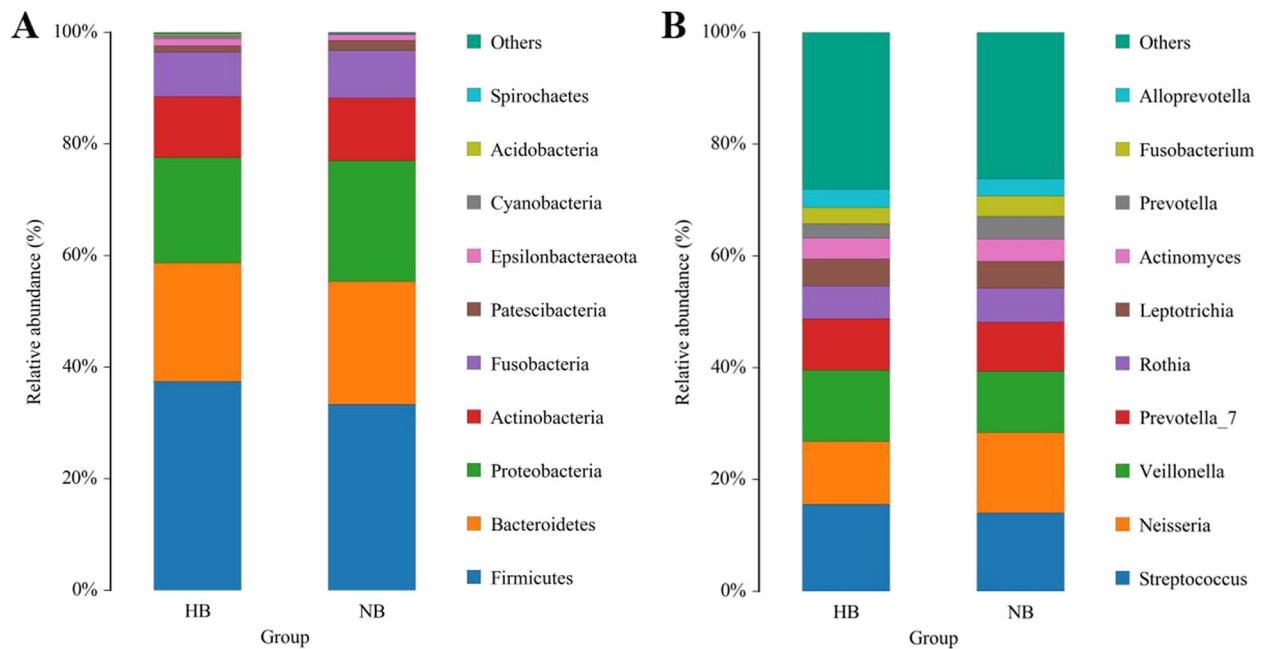 A
Relative abundance (%)
100%
80%
60%
40%
20%
0%
HB
NB
Group
Others
Spirochaetes
Acidobacteria
Cyanobacteria
Epsilonbacteraeota
Patescibacteria
Fusobacteria
Actinobacteria
Proteobacteria
Bacteroidetes
Firmicutes
B
Relative abundance (%)
100%
80%
60%
40%
20%
0%
HB
NB
Group
Others
Alloprevotella
Fusobacterium
Prevotella
Actinomyces
Leptotrichia
Rothia
Prevotella_7
Veillonella
Neisseria
Streptococcus